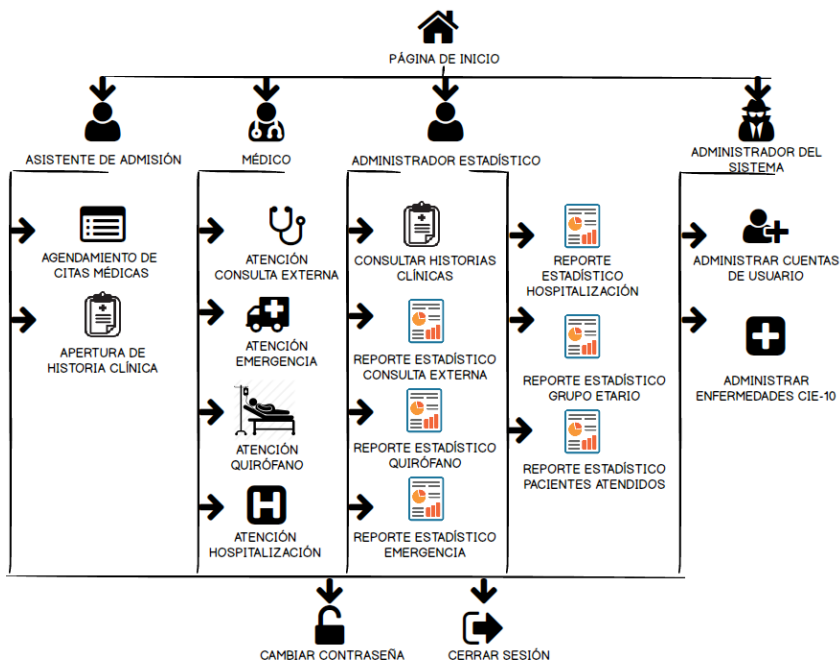 PÁGINA DE INICIO
ASISTENTE DE ADMISIÓN
MÉDICO
ADMINISTRADOR ESTADÍSTICO
ADMINISTRADOR DEL
SISTEMA
AGENDAMIENTO DE
CITAS MÉDICAS
APERTURA DE
HISTORIA CLÍNICA
ATENCIÓN
CONSULTA EXTERNA
ATENCIÓN
EMERGENCIA
ATENCIÓN
QUIRÓFANO
ATENCIÓN
HOSPITALIZACIÓN
CONSULTAR HISTORIAS
CLÍNICAS
REPORTE ESTADÍSTICO
CONSULTA EXTERNA
REPORTE ESTADÍSTICO
QUIRÓFANO
REPORTE ESTADÍSTICO
EMERGENCIA
REPORTE
ESTADÍSTICO
HOSPITALIZACIÓN
REPORTE ESTADÍSTICO
GRUPO ETARIO
REPORTE ESTADÍSTICO
PACIENTES ATENDIDOS
ADMINISTRAR CUENTAS
DE USUARIO
ADMINISTRAR
ENFERMEDADES CIE-10
CAMBIAR CONTRASEÑA
CERRAR SESIÓN